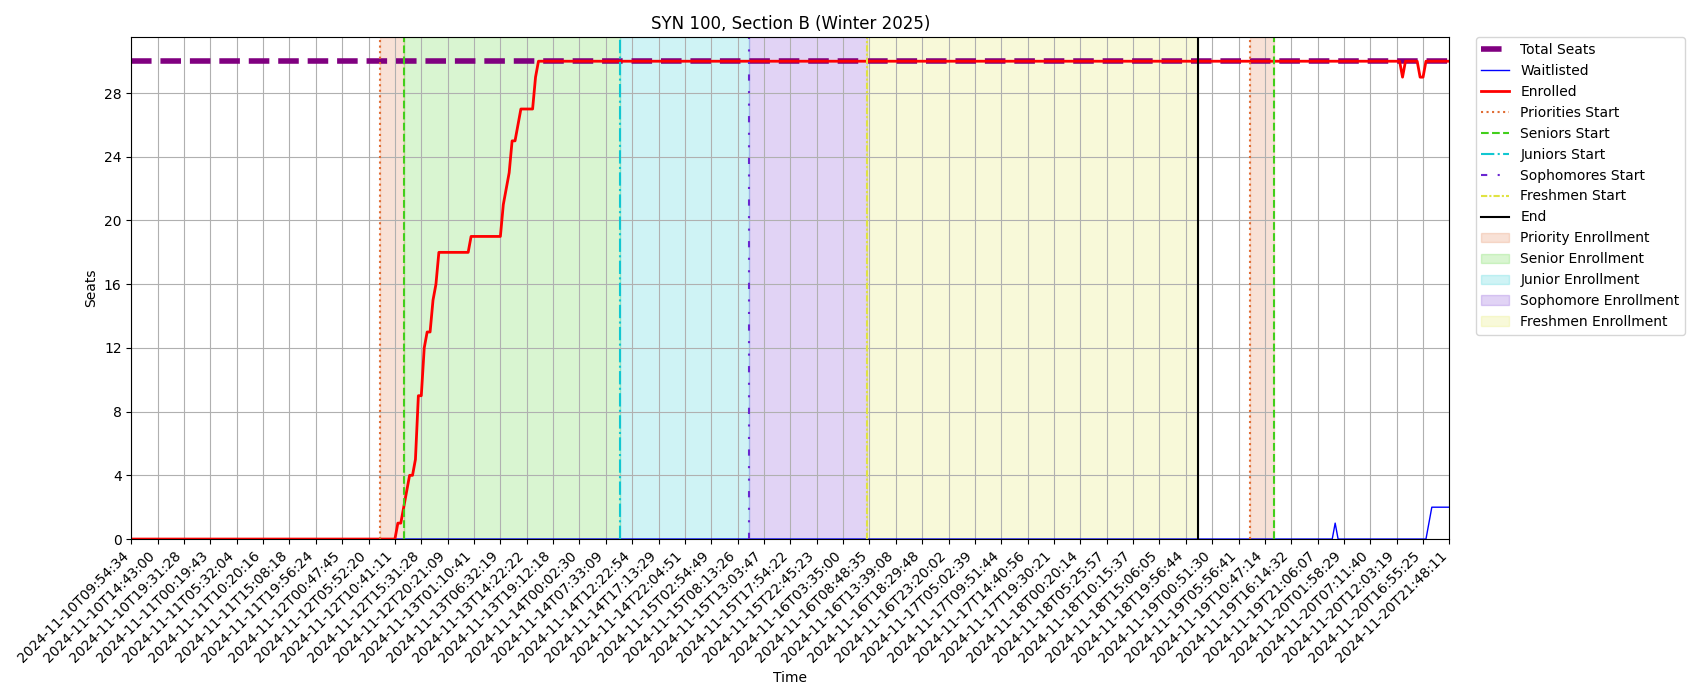 SYN 100, Section B (Winter 2025)
Total Seats
Waitlisted
Enrolled
Priorities Start
Seniors Start
Juniors Start
Sophomores Start
Freshmen Start
End
Priority Enrollment
Senior Enrollment
Junior Enrollment
Sophomore Enrollment
Freshmen Enrollment
Seats
28
24
20
16
12
8
4
0
2024-11-10T09:54:34
2024-11-10T14:43:00
2024-11-10T19:31:28
2024-11-11T00:19:43
2024-11-11T05:32:04
2024-11-11T10:20:16
2024-11-11T15:08:18
2024-11-11T19:56:24
2024-11-12T00:47:45
2024-11-12T05:52:20
2024-11-12T10:41:11
2024-11-12T15:31:28
2024-11-12T20:21:09
2024-11-13T01:10:41
2024-11-13T06:32:19
2024-11-13T14:22:22
2024-11-13T19:12:18
2024-11-14T00:02:30
2024-11-14T07:33:09
2024-11-14T12:22:54
2024-11-14T17:13:29
2024-11-14T22:04:51
2024-11-15T02:54:49
2024-11-15T08:13:26
2024-11-15T13:03:47
2024-11-15T17:54:22
2024-11-15T22:45:23
2024-11-16T03:35:00
2024-11-16T08:48:35
2024-11-16T13:39:08
2024-11-16T18:29:48
2024-11-16T23:20:02
2024-11-17T05:02:39
2024-11-17T09:51:44
2024-11-17T14:40:56
2024-11-17T19:30:21
2024-11-18T00:20:14
2024-11-18T05:25:57
2024-11-18T10:15:37
2024-11-18T15:06:05
2024-11-18T19:56:44
2024-11-19T00:51:30
2024-11-19T05:56:41
2024-11-19T10:47:14
2024-11-19T16:14:32
2024-11-19T21:06:07
2024-11-20T01:58:29
2024-11-20T07:11:40
2024-11-20T12:03:19
2024-11-20T16:55:25
2024-11-20T21:48:11
Time